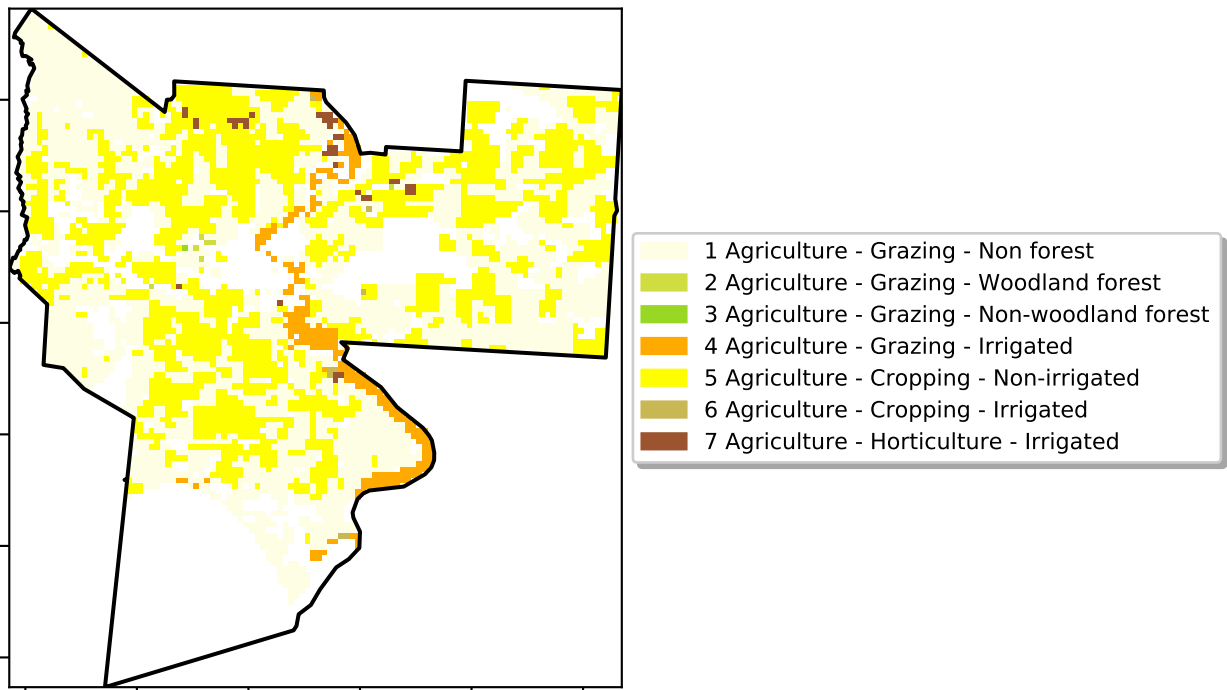 1 Agriculture - Grazing - Non forest
2 Agriculture - Grazing - Woodland forest
3 Agriculture - Grazing - Non-woodland forest
4 Agriculture - Grazing - Irrigated
5 Agriculture - Cropping - Non-irrigated
6 Agriculture - Cropping - Irrigated
7 Agriculture - Horticulture - Irrigated